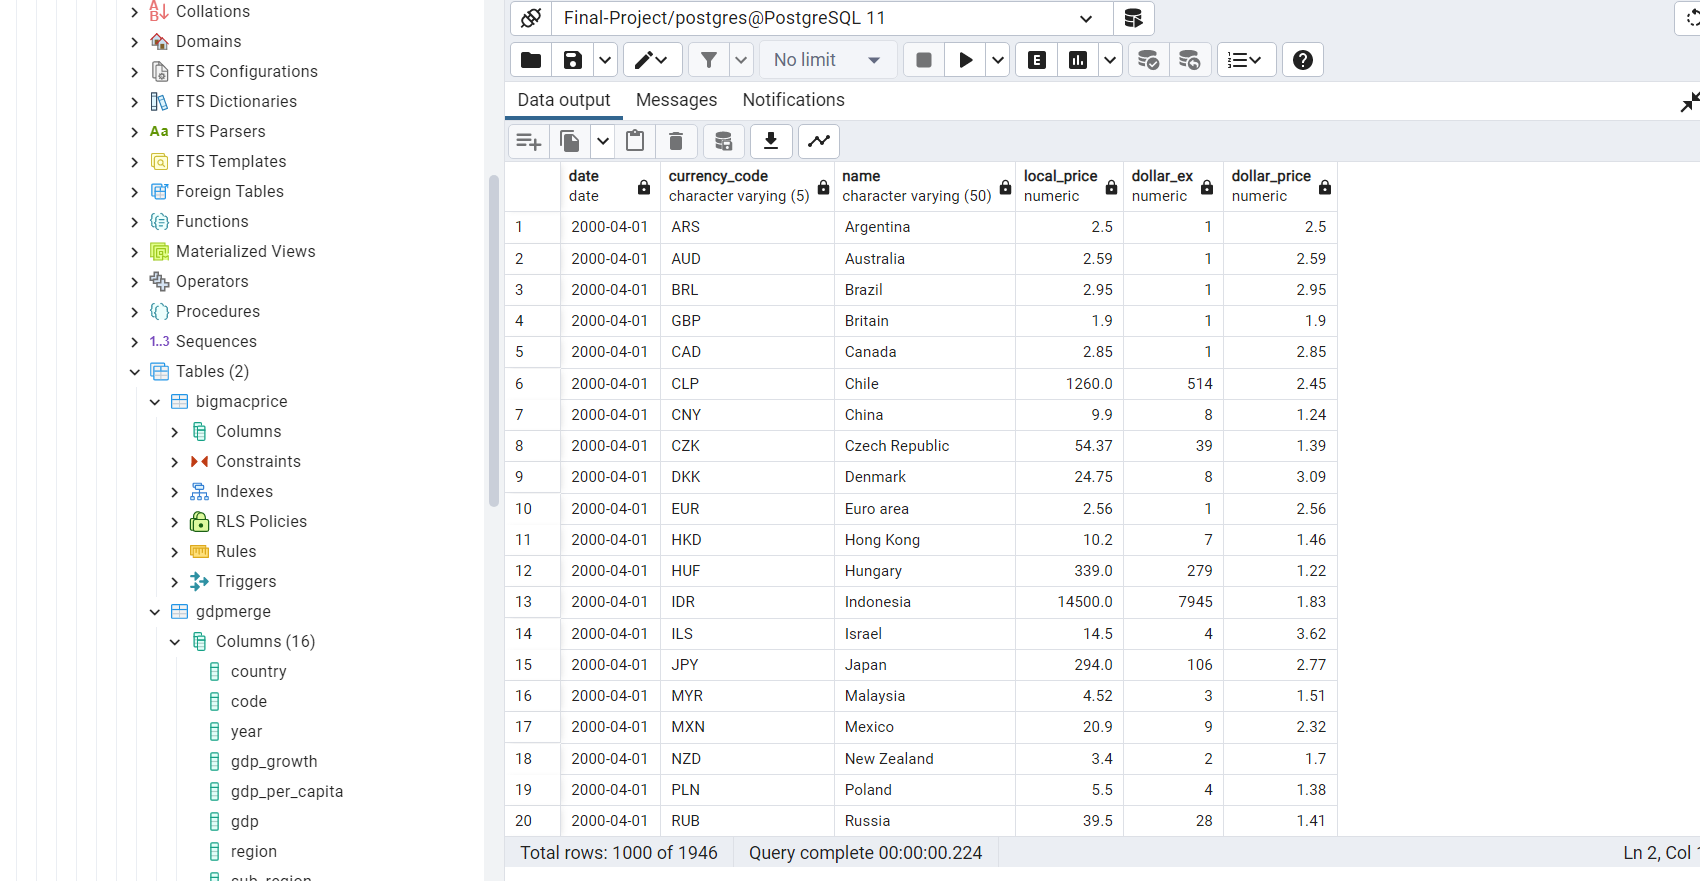 Collations
Domains
FTS Configurations
FTS Dictionaries
Aa FTS Parsers
FTS Templates
Foreign Tables
Functions
Materialized Views
Operators
Procedures
1..3 Sequences
Tables (2)
bigmacprice
Columns
Constraints
Indexes
RLS Policies
Rules
Triggers
gdpmerge
Columns (16)
country
code
year
gdp_growth
gdp_per_capita
gdp
region
sub_region
Final-Project/postgres@PostgreSQL 11
No limit E
Data output Messages Notifications
date currency_code name local_price dollar_ex dollar_price
date character varying (5) character varying (50) numeric numeric numeric
1 2000-04-01 ARS Argentina 2.5 1 2.5
2 2000-04-01 AUD Australia 2.59 1 2.59
3 2000-04-01 BRL Brazil 2.95 1 2.95
4 2000-04-01 GBP Britain 1.9 1 1.9
5 2000-04-01 CAD Canada 2.85 1 2.85
6 2000-04-01 CLP Chile 1260.0 514 2.45
7 2000-04-01 CNY China 9.9 8 1.24
8 2000-04-01 CZK Czech Republic 54.37 39 1.39
9 2000-04-01 DKK Denmark 24.75 8 3.09
10 2000-04-01 EUR Euro area 2.56 1 2.56
11 2000-04-01 HKD Hong Kong 10.2 7 1.46
12 2000-04-01 HUF Hungary 339.0 279 1.22
13 2000-04-01 IDR Indonesia 14500.0 7945 1.83
14 2000-04-01 ILS Israel 14.5 4 3.62
15 2000-04-01 JPY Japan 294.0 106 2.77
16 2000-04-01 MYR Malaysia 4.52 3 1.51
17 2000-04-01 MXN Mexico 20.9 9 2.32
18 2000-04-01 NZD New Zealand 3.4 2 1.7
19 2000-04-01 PLN Poland 5.5 4 1.38
20 2000-04-01 RUB Russia 39.5 28 1.41
Total rows: 1000 of 1946 Query complete 00:00:00.224 Ln 2, Col